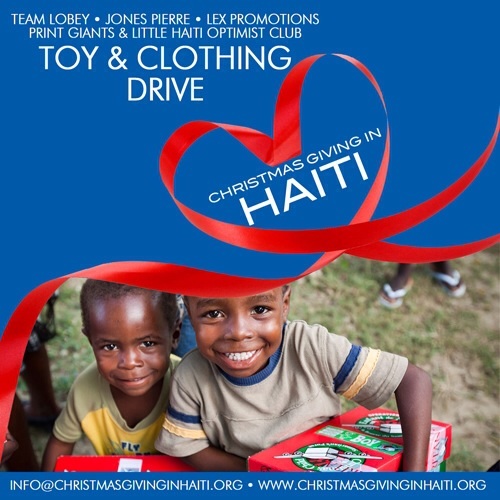 TEAM LOBEY • JONES PIERRE • LEX PROMOTIONS
PRINT GIANTS & LITTLE HAITI OPTIMIST CLUB
TOY & CLOTHING
DRIVE
CHRISTMAS GIVING IN
HAITI
INFO@CHRISTMASGIVINGINHAITI.ORG • WWW.CHRISTMASGIVINGINHAITI.ORG